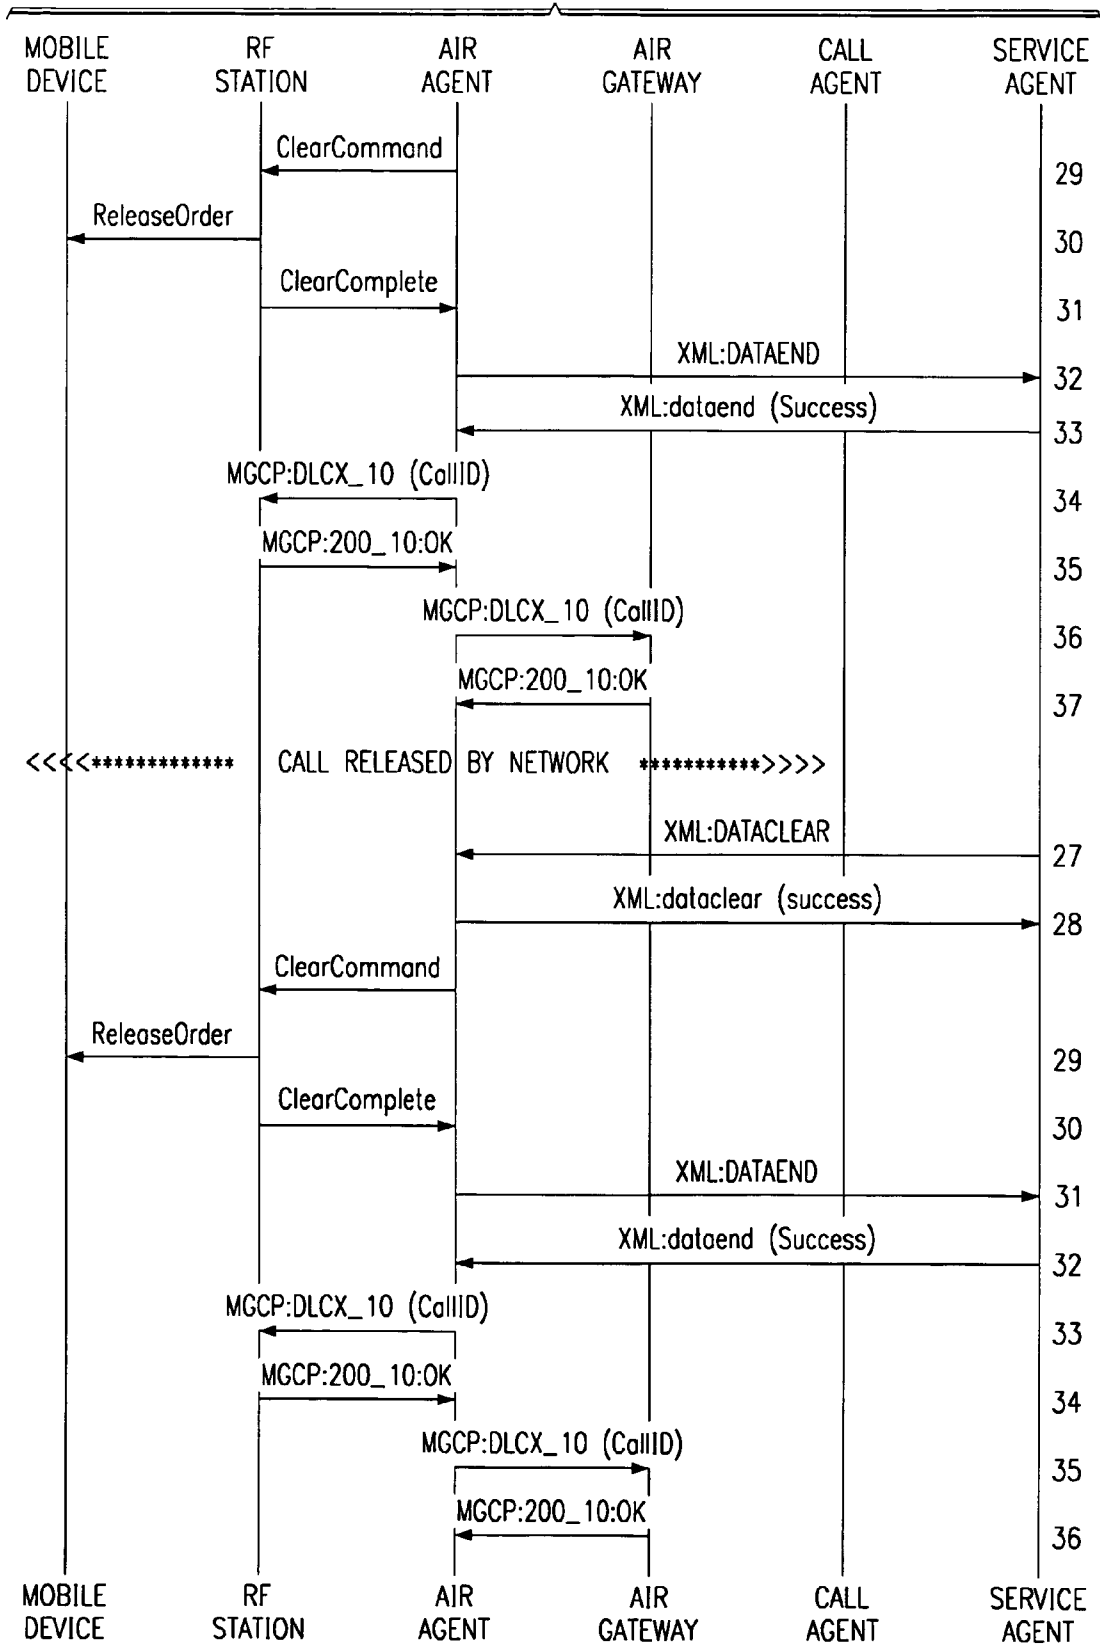 MOBILE DEVICE
RF STATION
AIR AGENT
AIR GATEWAY
CALL AGENT
SERVICE AGENT
ClearCommand 29
ReleaseOrder 30
ClearComplete 31
XML:DATAEND 32
XML:dataend (Success) 33
MGCP:DLCX_10 (CallID) 34
MGCP:200_10:OK 35
MGCP:DLCX_10 (CallID) 36
MGCP:200_10:OK 37
<<<<************* CALL RELEASED BY NETWORK ***********>>>>
XML:DATACLEAR 27
XML:dataclear (success) 28
ClearCommand
ReleaseOrder 29
ClearComplete 30
XML:DATAEND 31
XML:dataend (Success) 32
MGCP:DLCX_10 (CallID) 33
MGCP:200_10:OK 34
MGCP:DLCX_10 (CallID) 35
MGCP:200_10:OK 36
MOBILE DEVICE
RF STATION
AIR AGENT
AIR GATEWAY
CALL AGENT
SERVICE AGENT